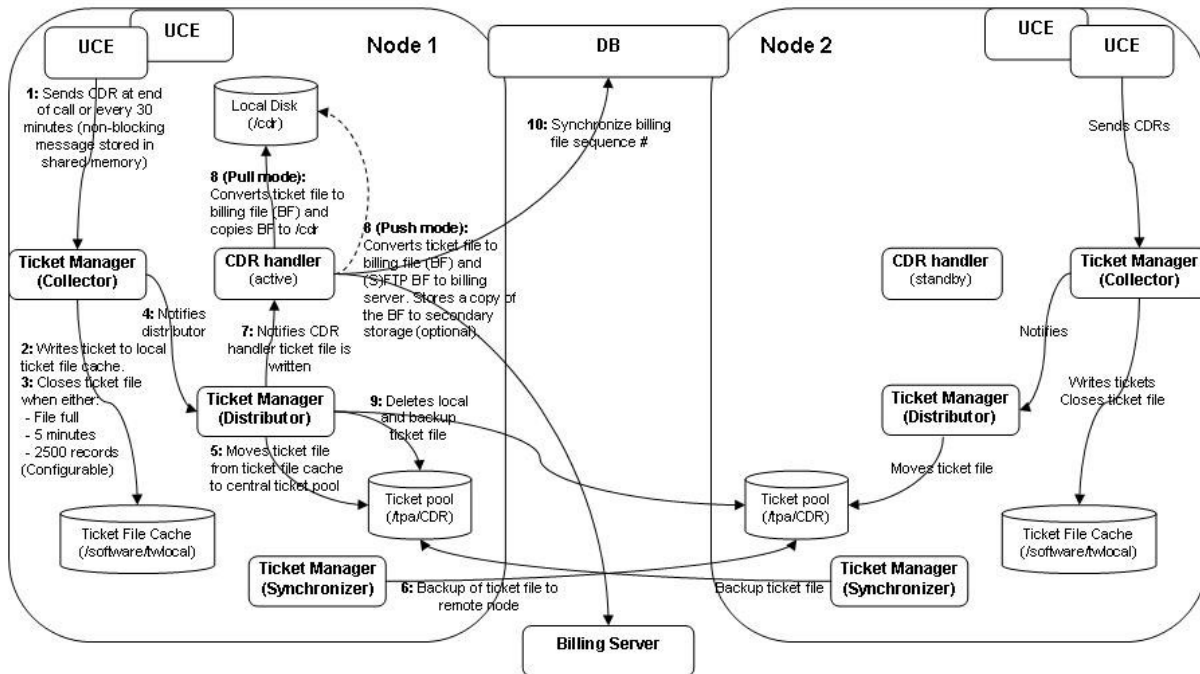 UCE
UCE
Node 1
DB
Node 2
UCE
UCE
1: Sends CDR at end
of call or every 30
minutes (non-blocking
message stored in
shared memory)
Local Disk
(/cdr)
10: Synchronize billing
file sequence #
Sends CDRs
8 (Pull mode):
Converts ticket file to
billing file (BF) and
copies BF to /cdr
8 (Push mode):
Converts ticket file to
billing file (BF) and
(S)FTP BF to billing
server. Stores a copy of
the BF to secondary
storage (optional).
Ticket Manager
(Collector)
CDR handler
(active)
CDR handler
(standby)
Ticket Manager
(Collector)
4: Notifies
distributor
7: Notifies CDR
handler ticket file is
written
Notifies
2: Writes ticket to local
ticket file cache.
3: Closes ticket file
when either:
- File full
- 5 minutes
- 2500 records
(Configurable)
Ticket Manager
(Distributor)
9: Deletes local
and backup
ticket file
Writes tickets
Closes ticket file
Ticket Manager
(Distributor)
5: Moves ticket file
from ticket file cache
to central ticket pool
Moves ticket file
Ticket pool
(/tpa/CDR)
Ticket pool
(/tpa/CDR)
Ticket File Cache
(/software/twlocal)
Ticket File Cache
(/software/twlocal)
Ticket Manager
(Synchronizer)
6: Backup of ticket file to
remote node
Backup ticket file
Ticket Manager
(Synchronizer)
Billing Server